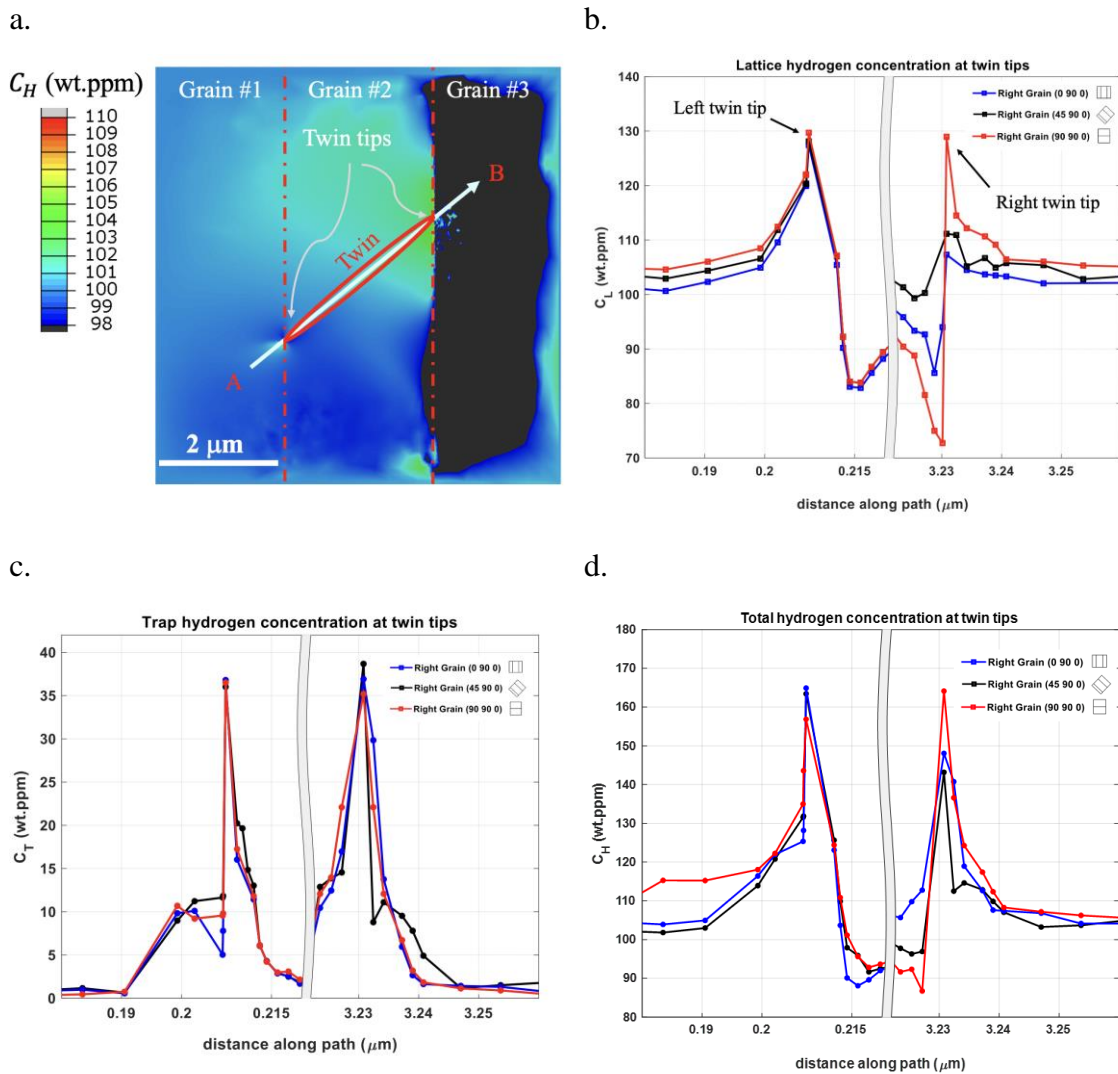 a.
C_H (wt.ppm)
110
109
108
107
106
105
104
103
102
101
100
99
98
Grain #1
Grain #2
Grain #3
Twin tips
B
Twin
A
2 μm
b.
Lattice hydrogen concentration at twin tips
Left twin tip
Right Grain (0 90 0)
Right Grain (45 90 0)
Right Grain (90 90 0)
Right twin tip
C_L (wt.ppm)
140
130
120
110
100
90
80
70
0.19 0.2 0.215 3.23 3.24 3.25
distance along path (μm)
c.
Trap hydrogen concentration at twin tips
Right Grain (0 90 0)
Right Grain (45 90 0)
Right Grain (90 90 0)
C_T (wt.ppm)
40
35
30
25
20
15
10
5
0
0.19 0.2 0.215 3.23 3.24 3.25
distance along path (μm)
d.
Total hydrogen concentration at twin tips
Right Grain (0 90 0)
Right Grain (45 90 0)
Right Grain (90 90 0)
C_H (wt.ppm)
180
170
160
150
140
130
120
110
100
90
80
0.19 0.2 0.215 3.23 3.24 3.25
distance along path (μm)